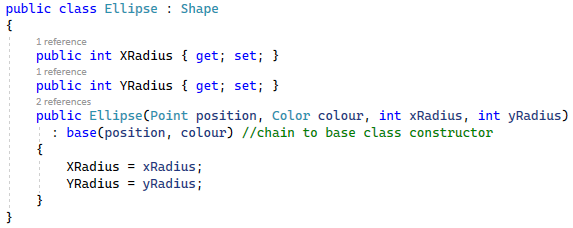 public class Ellipse : Shape
{
1 reference
public int XRadius { get; set; }
1 reference
public int YRadius { get; set; }
2 references
public Ellipse(Point position, Color colour, int xRadius, int yRadius)
: base(position, colour) //chain to base class constructor
{
XRadius = xRadius;
YRadius = yRadius;
}
}